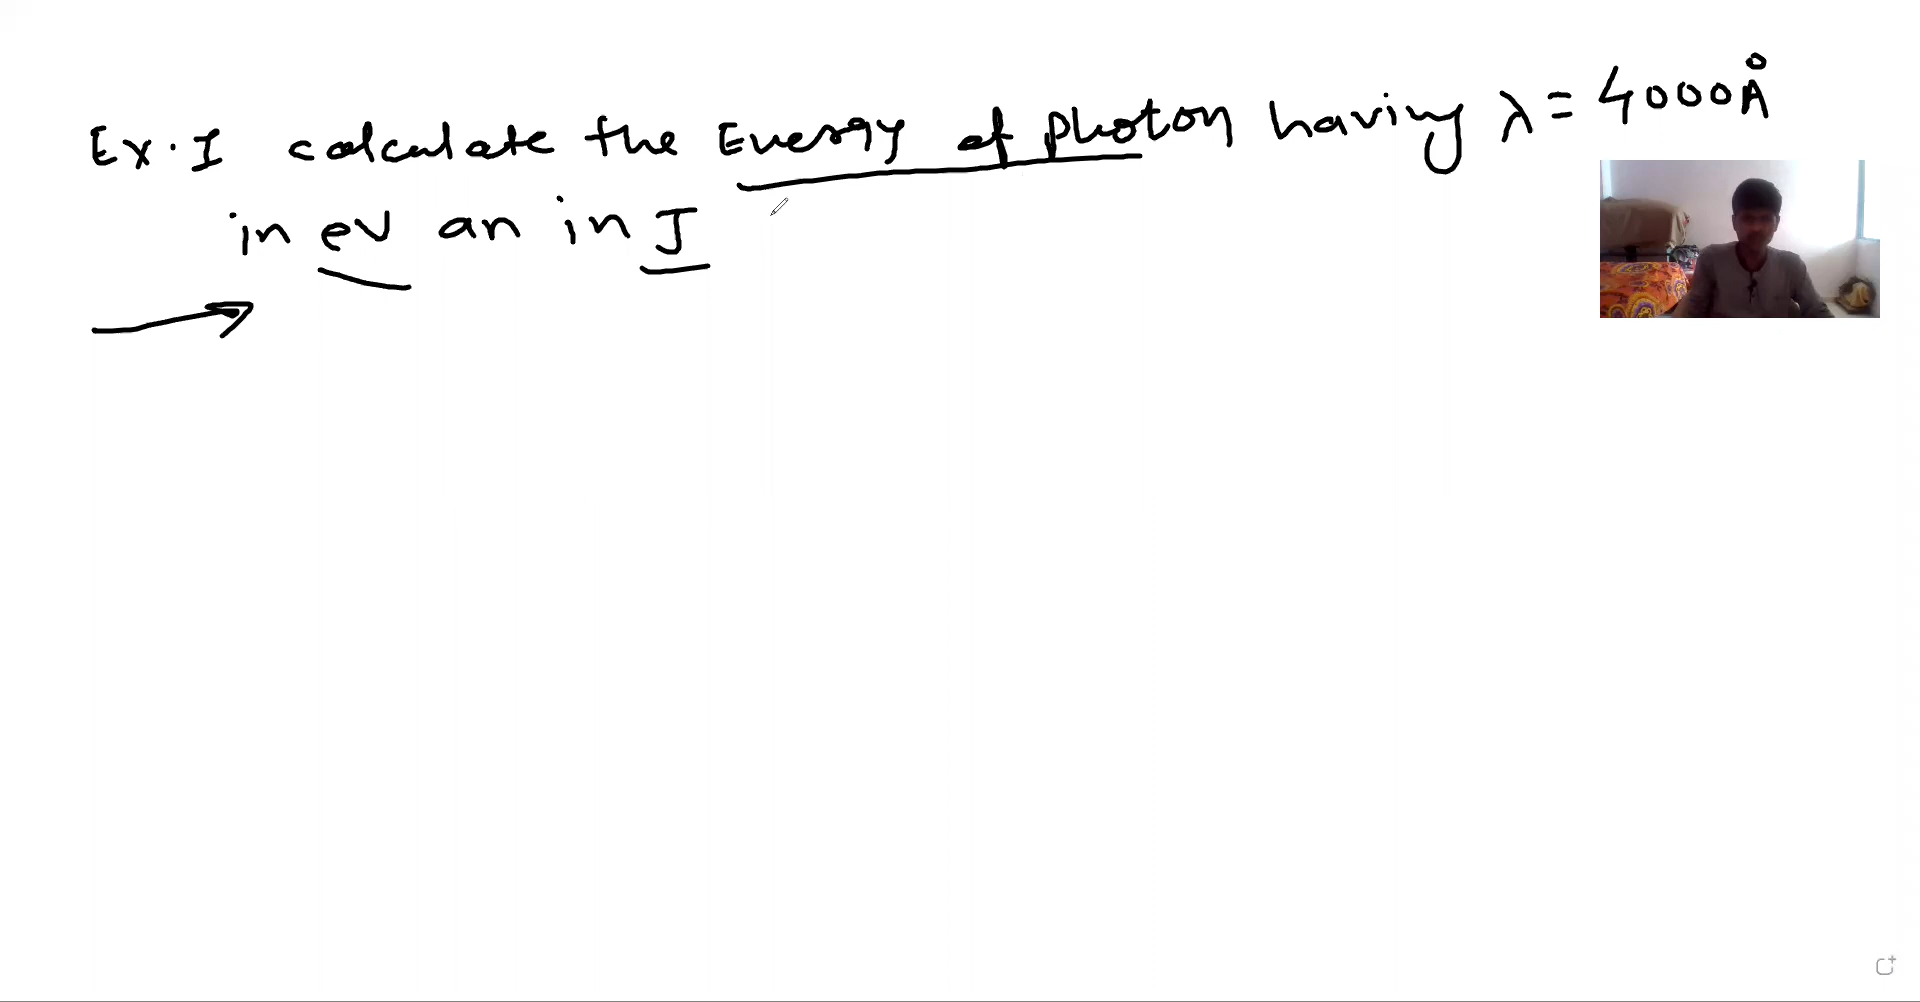 Ex. I calculate the Energy of photon having λ = 4000Å
in eV an in J